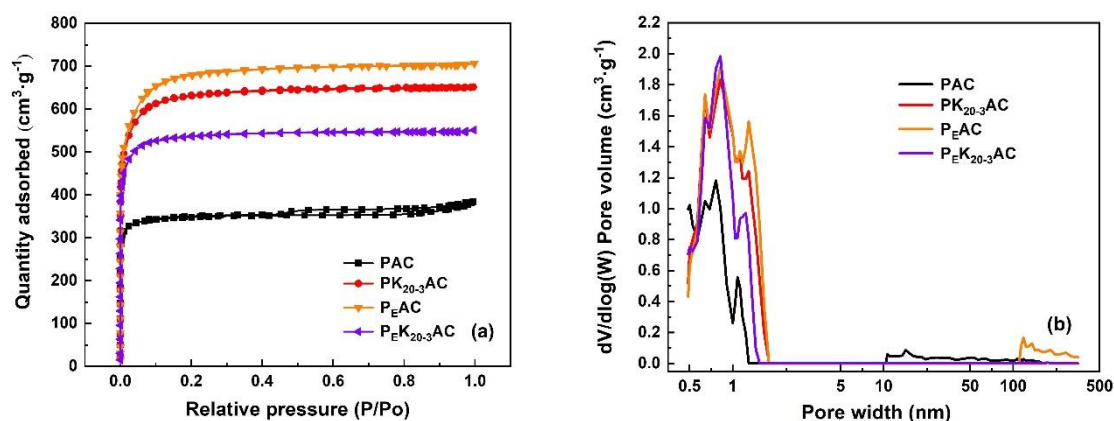 800
700
600
500
400
300
200
100
0
Quantity adsorbed (cm³·g⁻¹)
PAC
PK₂₀₋₃AC
PᴇAC
PᴇK₂₀₋₃AC
(a)
0.0 0.2 0.4 0.6 0.8 1.0
Relative pressure (P/Po)
2.2
2.0
1.8
1.6
1.4
1.2
1.0
0.8
0.6
0.4
0.2
0.0
dV/dlog(W) Pore volume (cm³·g⁻¹)
PAC
PK₂₀₋₃AC
PᴇAC
PᴇK₂₀₋₃AC
(b)
0.5 1 5 10 50 100 500
Pore width (nm)